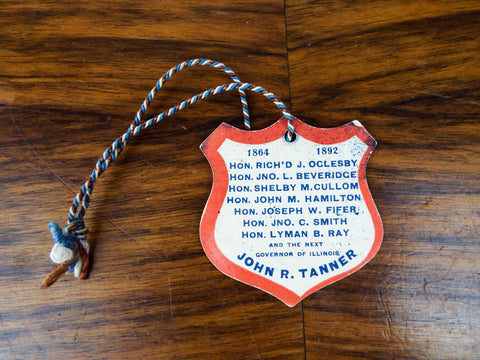 1864 1892
HON. RICH'D J. OGLESBY
HON. JNO. L. BEVERIDGE
HON. SHELBY M. CULLOM
HON. JOHN M. HAMILTON
HON. JOSEPH W. FIFER
HON. JNO. C. SMITH
HON. LYMAN B. RAY
AND THE NEXT
GOVERNOR OF ILLINOIS
JOHN R. TANNER